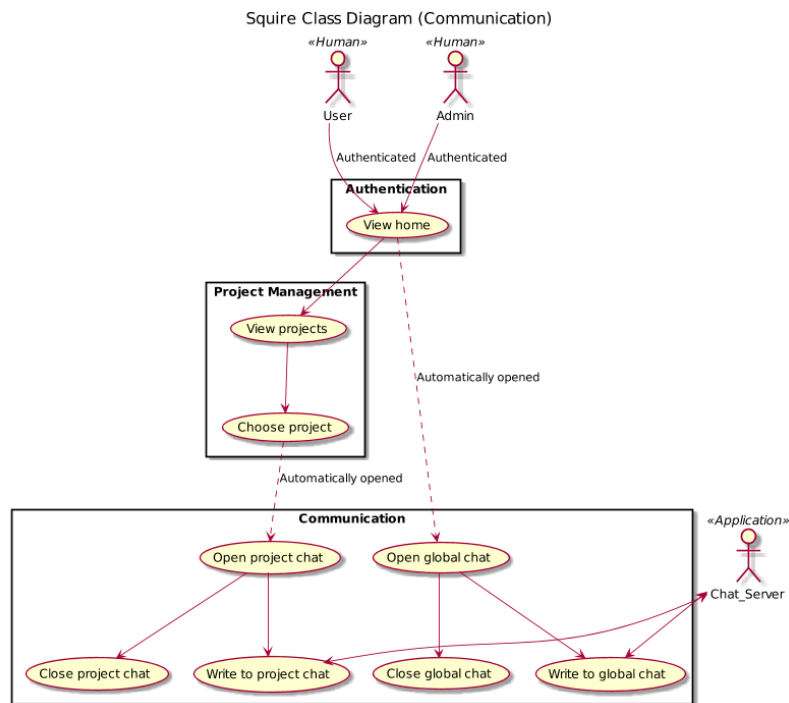 Squire Class Diagram (Communication)
«Human»
«Human»
User
Admin
Authenticated
Authenticated
Authentication
View home
Project Management
View projects
Automatically opened
Choose project
Automatically opened
Communication
«Application»
Open project chat
Open global chat
Chat_Server
Close project chat
Write to project chat
Close global chat
Write to global chat